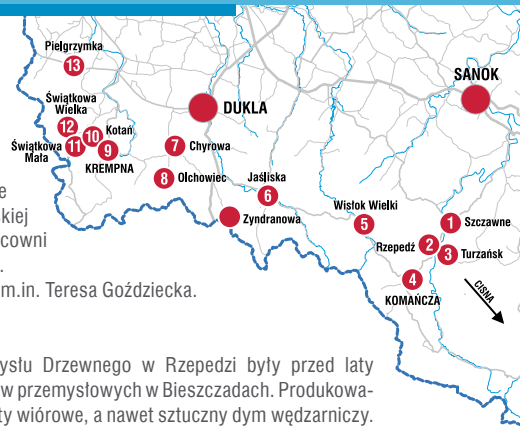 Pielgrzymka
13
SANOK
Świątkowa
Wielka
12
10
Kotań
DUKLA
Świątkowa
Mała
11
9
KREMPNA
7
Chyrowa
8
Olchowiec
Jaśliska
6
Zyndranowa
Wisłok Wielki
5
1
Szczawne
Rzepedź
2
3
Turzańsk
4
KOMAŃCZA
CISNA
e
skiej
cowni
.
m.in. Teresa Goździecka.
ysłu Drzewnego w Rzepedzi były przed laty
w przemysłowych w Bieszczadach. Produkowa-
ty wiórowe, a nawet sztuczny dym wędzarniczy.